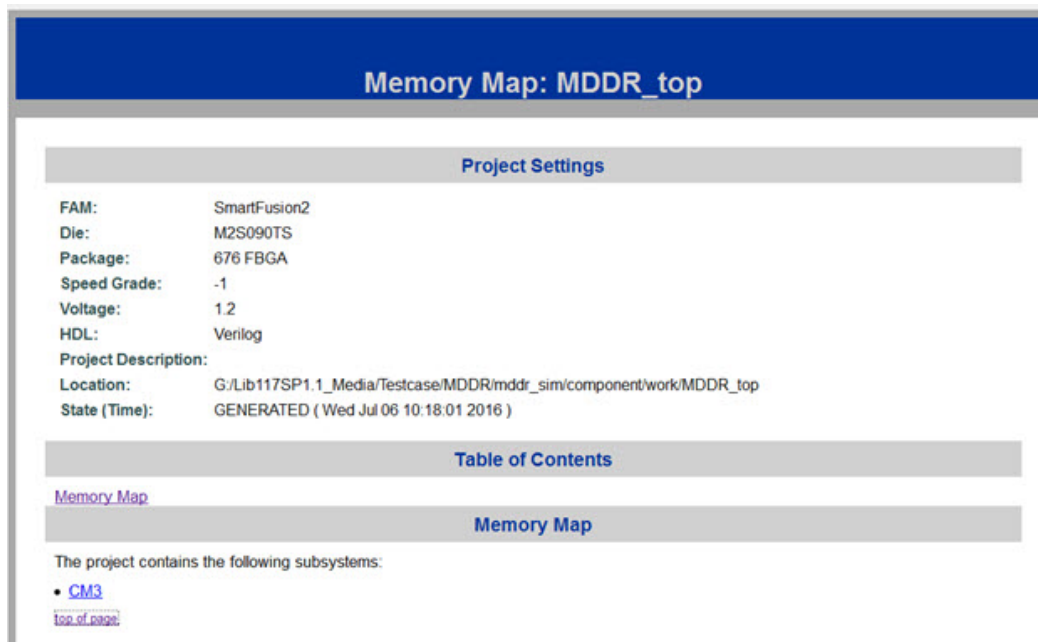 Memory Map: MDDR_top
Project Settings
FAM: SmartFusion2
Die: M2S090TS
Package: 676 FBGA
Speed Grade: -1
Voltage: 1.2
HDL: Verilog
Project Description:
Location: G:/Lib117SP1.1_Media/Testcase/MDDR/mddr_sim/component/work/MDDR_top
State (Time): GENERATED ( Wed Jul 06 10:18:01 2016 )
Table of Contents
Memory Map
Memory Map
The project contains the following subsystems:
• CM3
top of page